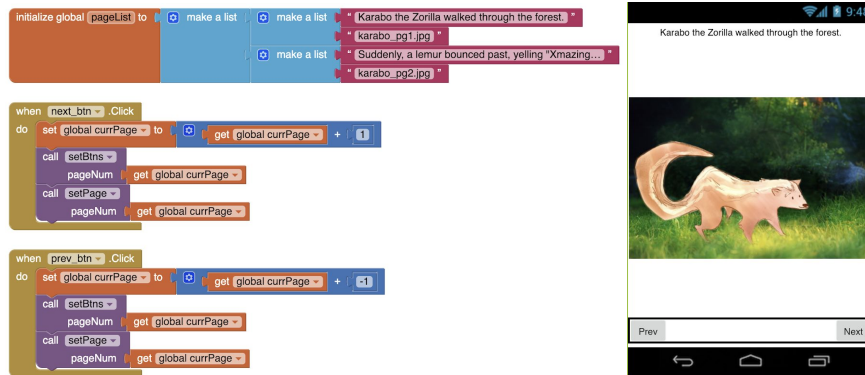 initialize global pageList to make a list make a list " Karabo the Zorilla walked through the forest. "
" karabo_pg1.jpg "
make a list " Suddenly, a lemur bounced past, yelling "Xmazing... "
" karabo_pg2.jpg "
when next_btn .Click
do set global currPage to get global currPage + 1
call setBtns
pageNum get global currPage
call setPage
pageNum get global currPage
when prev_btn .Click
do set global currPage to get global currPage + -1
call setBtns
pageNum get global currPage
call setPage
pageNum get global currPage
9:48
Karabo the Zorilla walked through the forest.
Prev Next